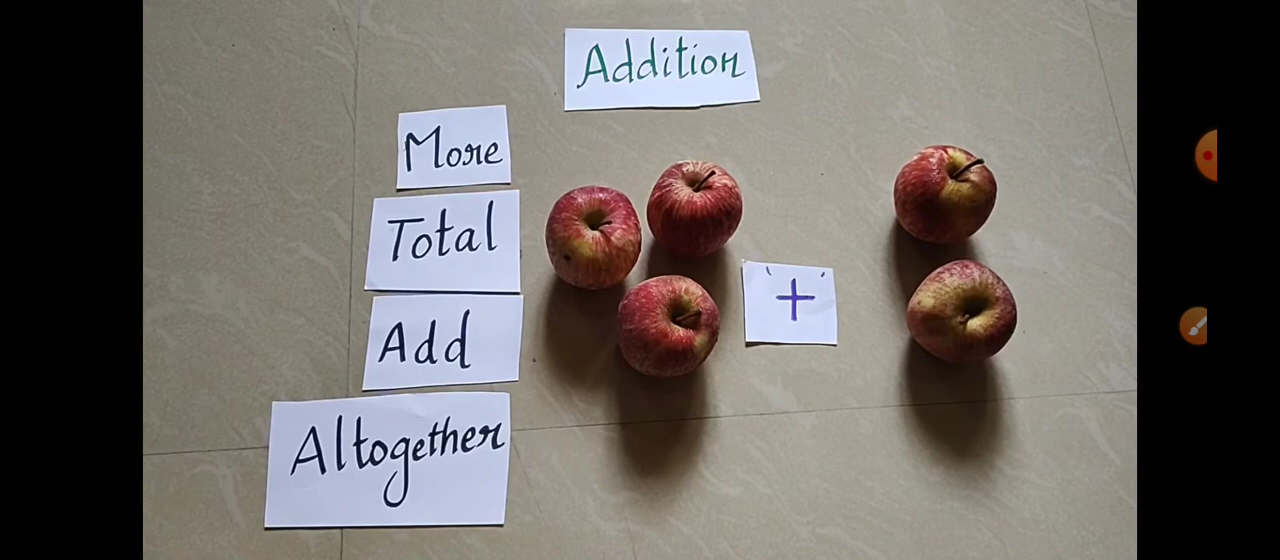 Addition
More
Total
Add
Altogether
+